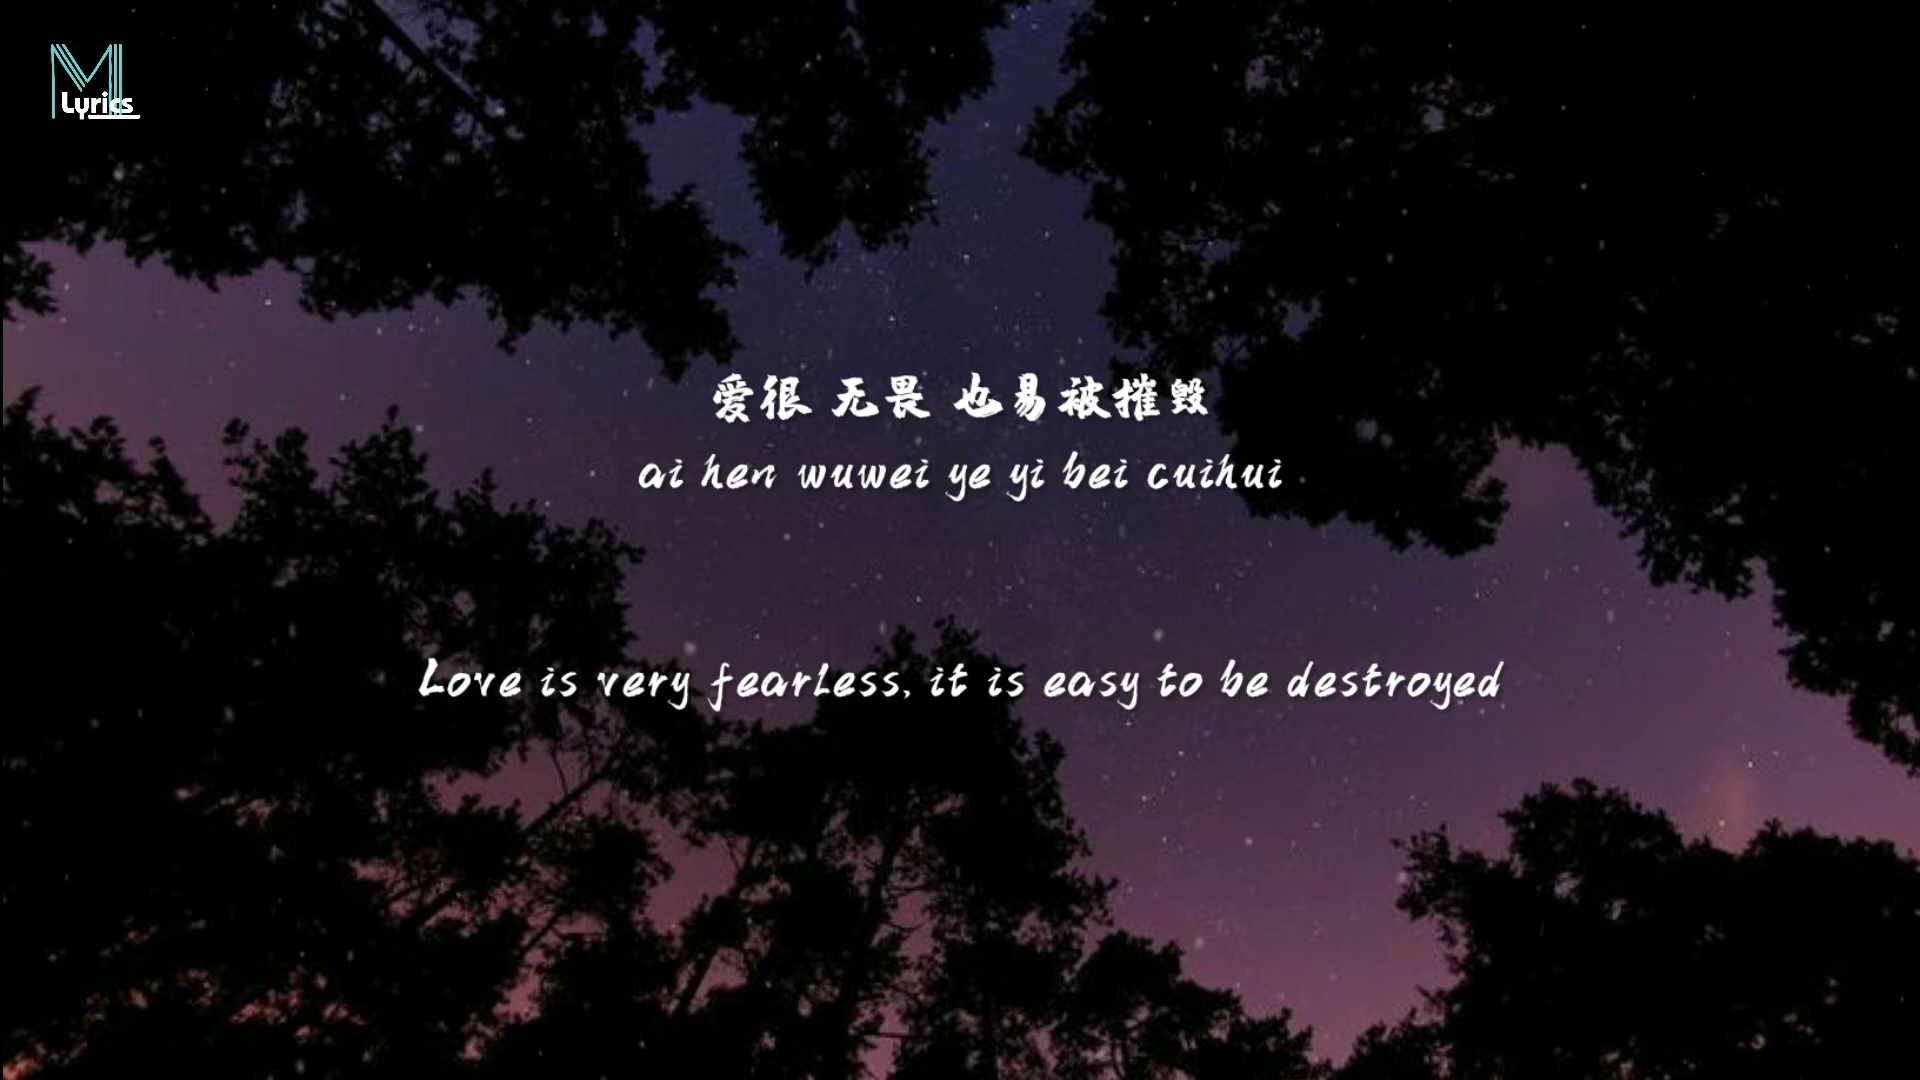 M
Lyrics
爱很 无畏 也易被摧毁
ai hen wuwei ye yi bei cuihui
Love is very fearless, it is easy to be destroyed